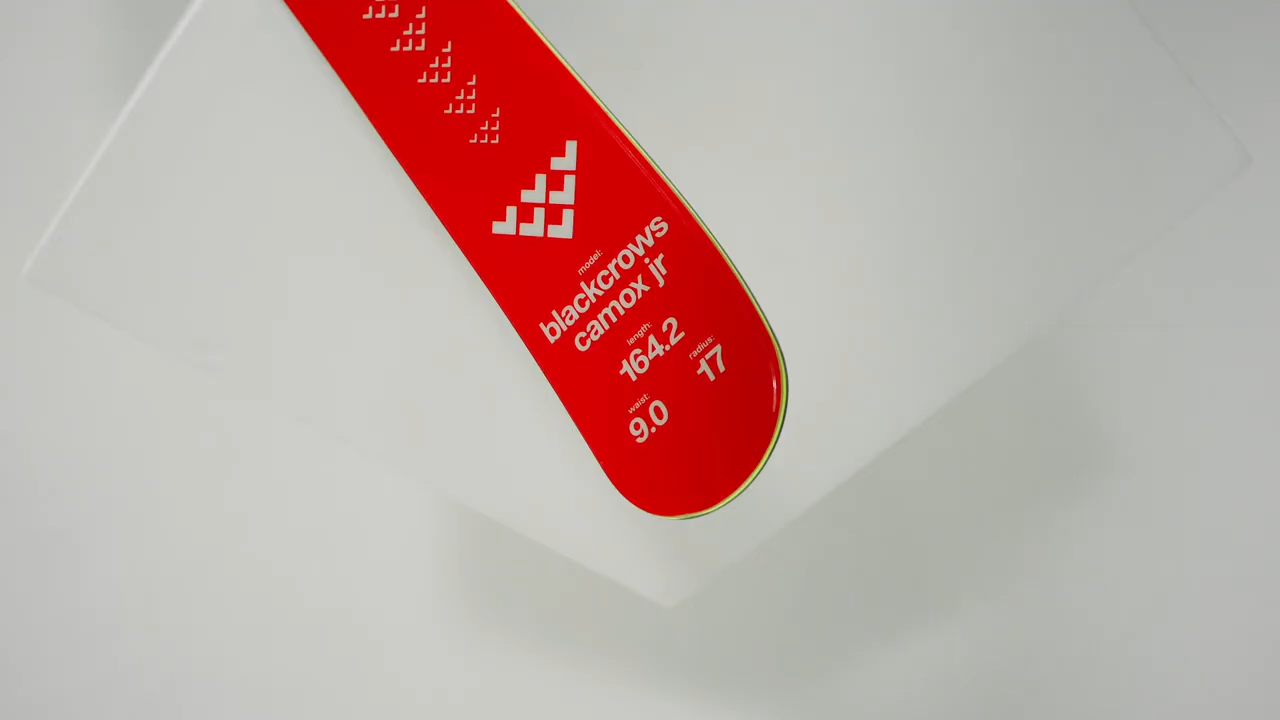 model:
blackcrows
camox jr
length:
164.2
radius:
17
waist:
9.0